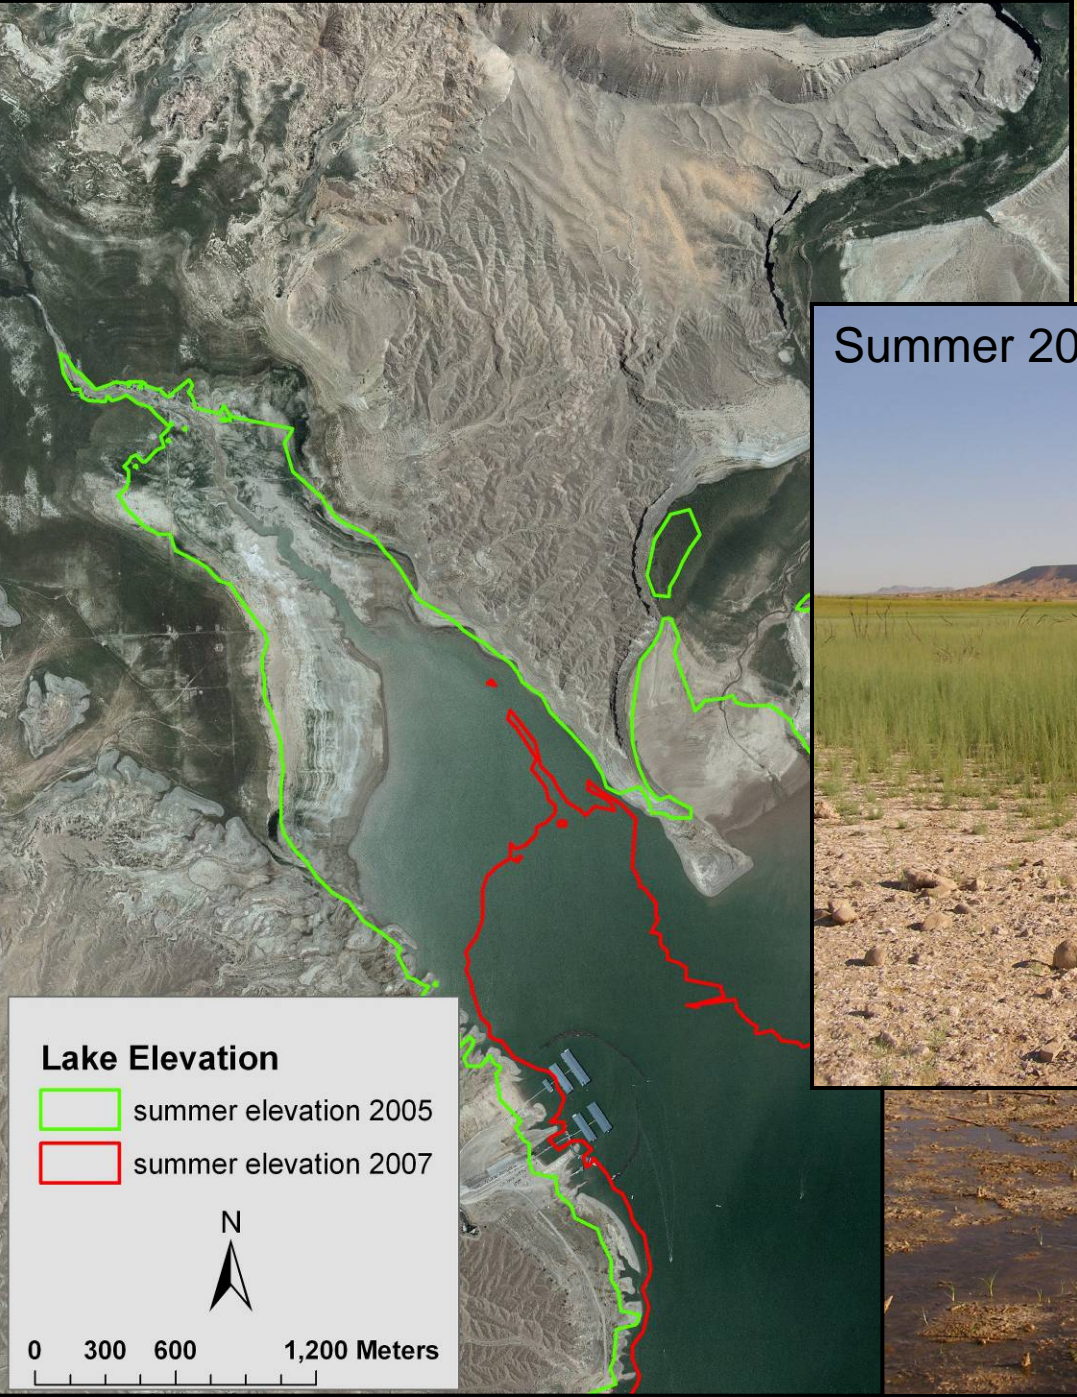 Summer 20
Lake Elevation
summer elevation 2005
summer elevation 2007
N
0 300 600 1,200 Meters